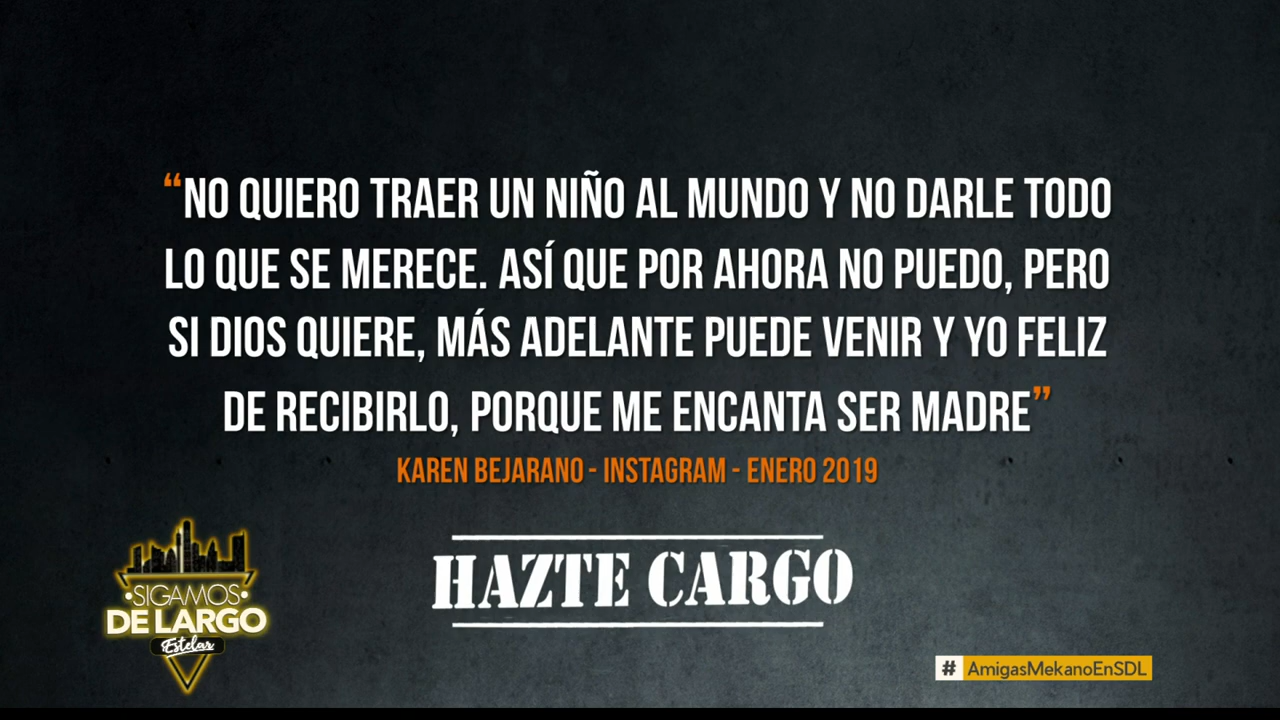 “NO QUIERO TRAER UN NIÑO AL MUNDO Y NO DARLE TODO
LO QUE SE MERECE. ASÍ QUE POR AHORA NO PUEDO, PERO
SI DIOS QUIERE, MÁS ADELANTE PUEDE VENIR Y YO FELIZ
DE RECIBIRLO, PORQUE ME ENCANTA SER MADRE”
KAREN BEJARANO - INSTAGRAM - ENERO 2019
HAZTE CARGO
•SIGAMOS•
DE LARGO
Estelar
# AmigasMekanoEnSDL